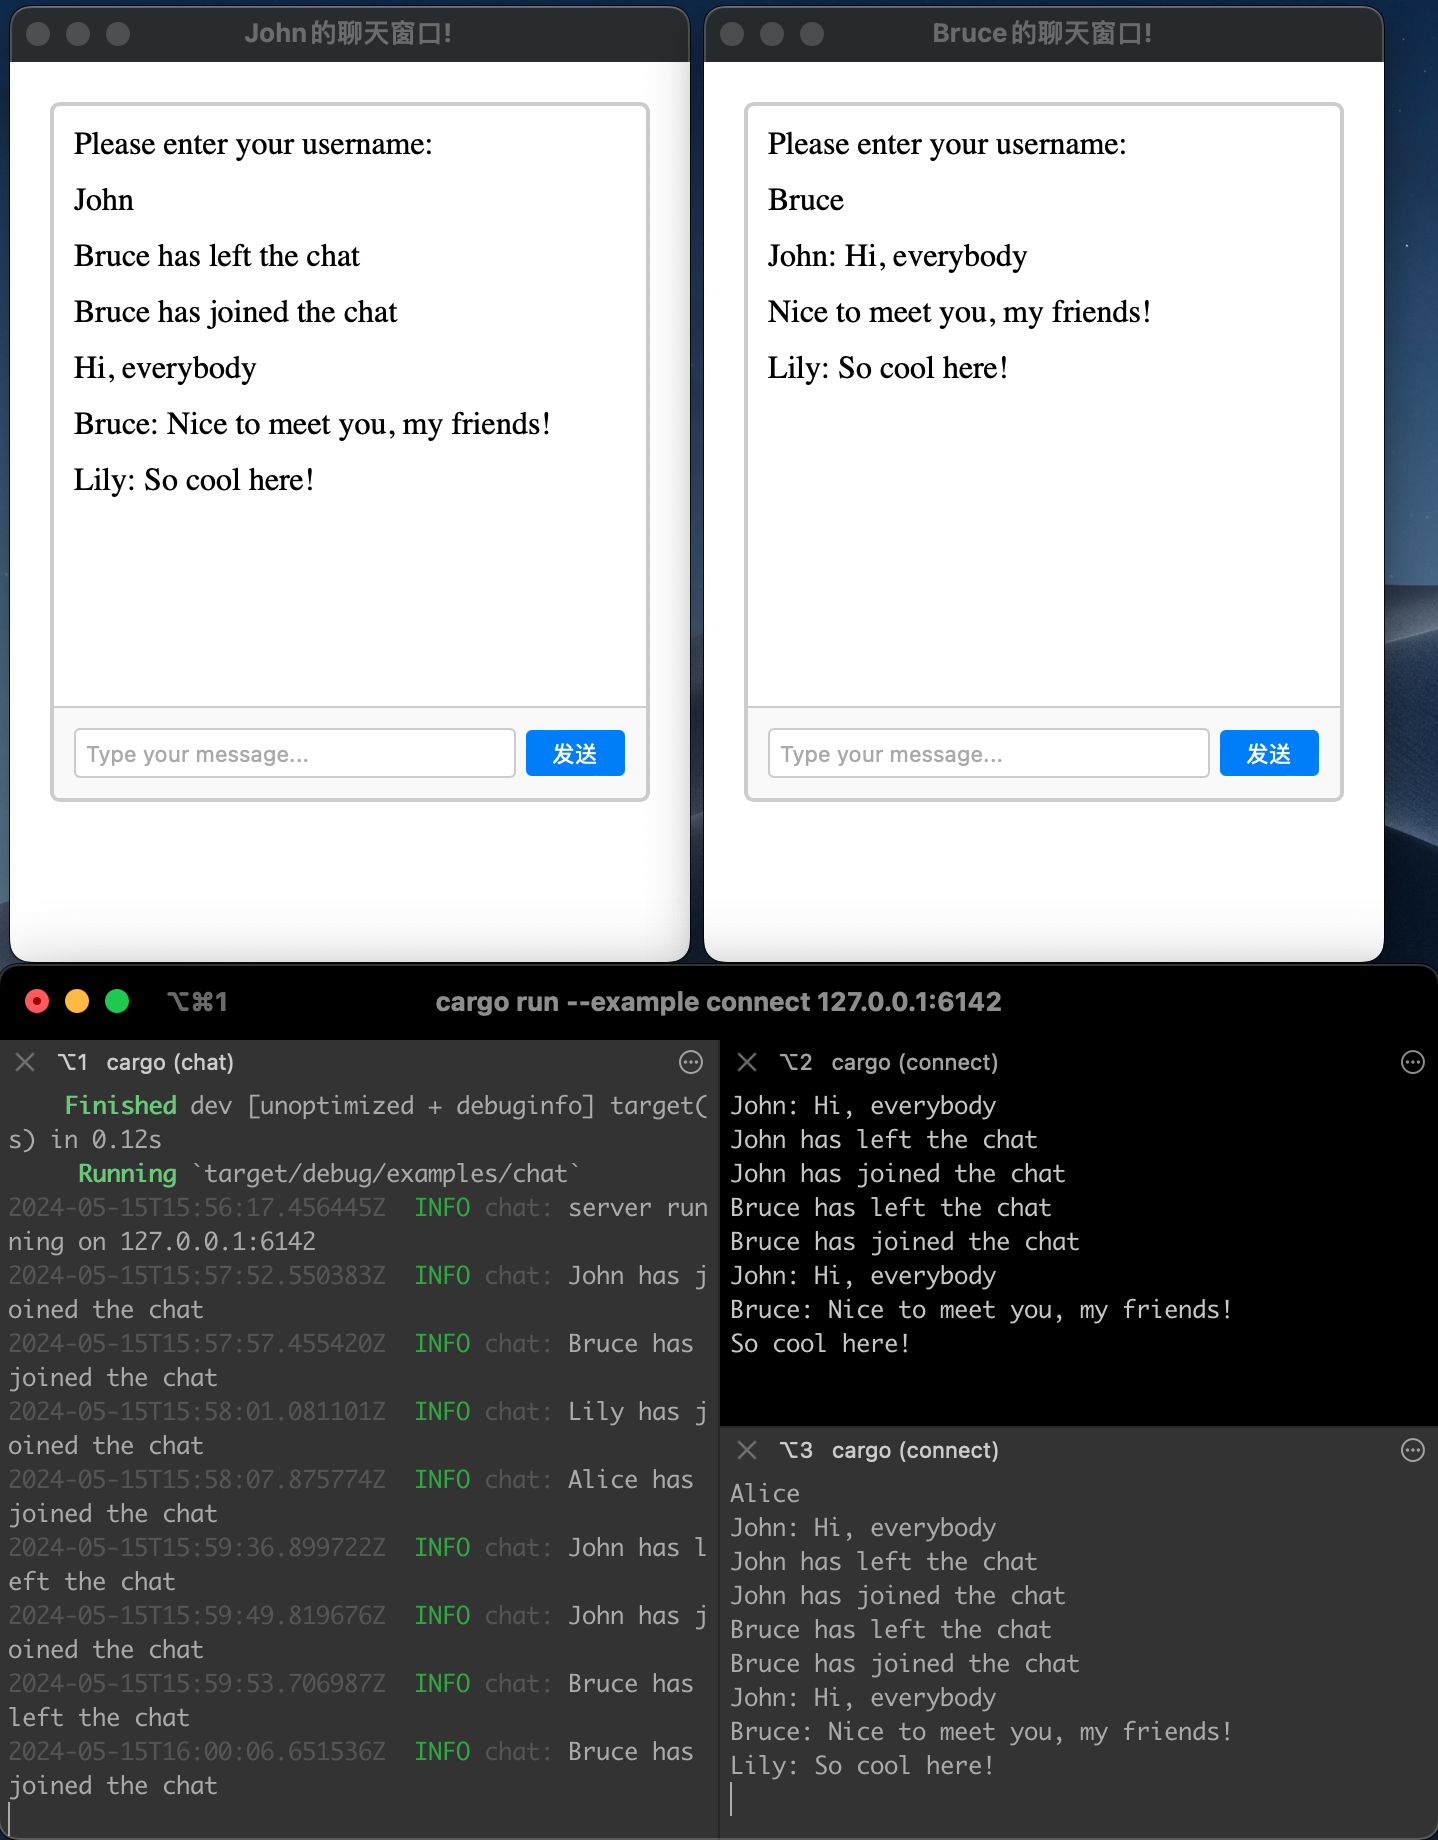 John的聊天窗口!
Please enter your username:
John
Bruce has left the chat
Bruce has joined the chat
Hi, everybody
Bruce: Nice to meet you, my friends!
Lily: So cool here!
Type your message...
发送
Bruce的聊天窗口!
Please enter your username:
Bruce
John: Hi, everybody
Nice to meet you, my friends!
Lily: So cool here!
Type your message...
发送
⌥⌘1
cargo run --example connect 127.0.0.1:6142
⌥1 cargo (chat)
Finished dev [unoptimized + debuginfo] target(
s) in 0.12s
Running `target/debug/examples/chat`
2024-05-15T15:56:17.456445Z INFO chat: server run
ning on 127.0.0.1:6142
2024-05-15T15:57:52.550383Z INFO chat: John has j
oined the chat
2024-05-15T15:57:57.455420Z INFO chat: Bruce has
joined the chat
2024-05-15T15:58:01.081101Z INFO chat: Lily has j
oined the chat
2024-05-15T15:58:07.875774Z INFO chat: Alice has
joined the chat
2024-05-15T15:59:36.899722Z INFO chat: John has l
eft the chat
2024-05-15T15:59:49.819676Z INFO chat: John has j
oined the chat
2024-05-15T15:59:53.706987Z INFO chat: Bruce has
left the chat
2024-05-15T16:00:06.651536Z INFO chat: Bruce has
joined the chat
⌥2 cargo (connect)
John: Hi, everybody
John has left the chat
John has joined the chat
Bruce has left the chat
Bruce has joined the chat
John: Hi, everybody
Bruce: Nice to meet you, my friends!
So cool here!
⌥3 cargo (connect)
Alice
John: Hi, everybody
John has left the chat
John has joined the chat
Bruce has left the chat
Bruce has joined the chat
John: Hi, everybody
Bruce: Nice to meet you, my friends!
Lily: So cool here!